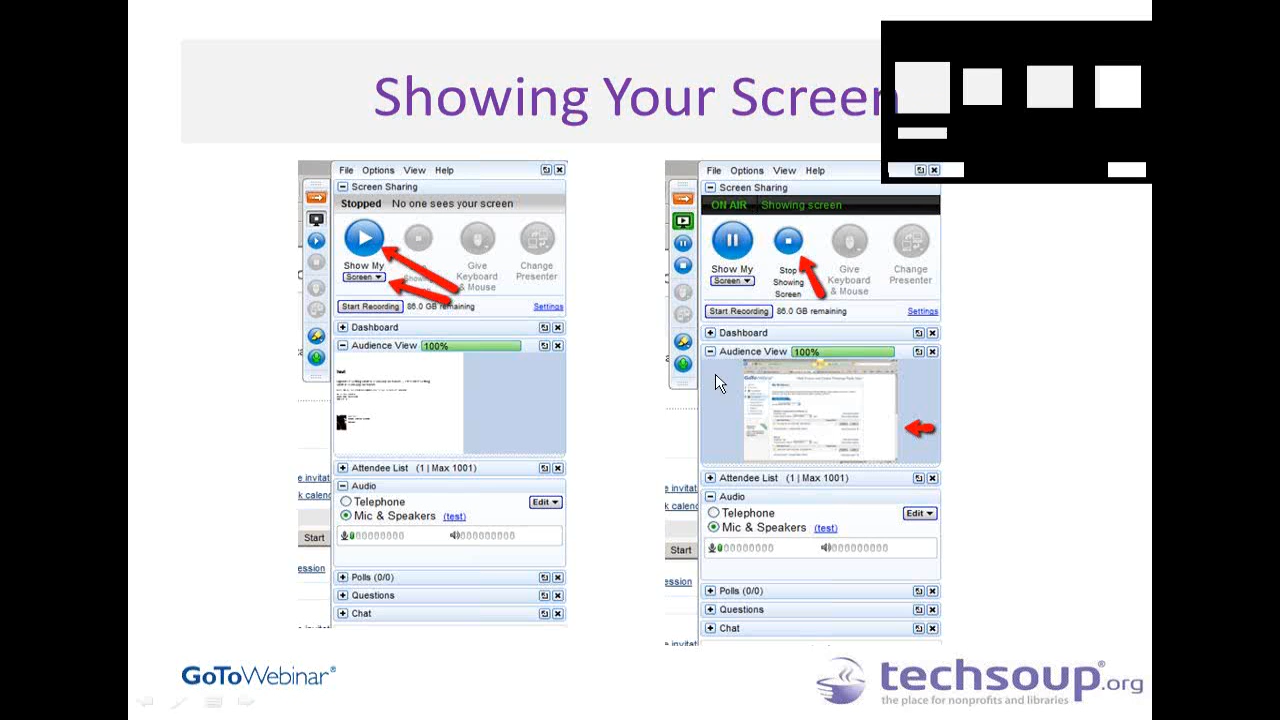 Showing Your Screen
File Options View Help
Screen Sharing
Stopped No one sees your screen
Show My
Screen
Give
Keyboard
& Mouse
Change
Presenter
Start Recording 86.0 GB remaining Settings
Dashboard
Audience View 100%
Attendee List (1 | Max 1001)
Audio
Telephone
Edit
Mic & Speakers (test)
Start
ession
Polls (0/0)
Questions
Chat
File Options View Help
Screen Sharing
ON AIR Showing screen
Show My
Screen
Stop
Showing
Screen
Give
Keyboard
& Mouse
Change
Presenter
Start Recording 86.0 GB remaining Settings
Dashboard
Audience View 100%
Attendee List (1 | Max 1001)
Audio
Telephone
Edit
Mic & Speakers (test)
Start
ession
Polls (0/0)
Questions
Chat
GoToWebinar®
techsoup®.org
the place for nonprofits and libraries